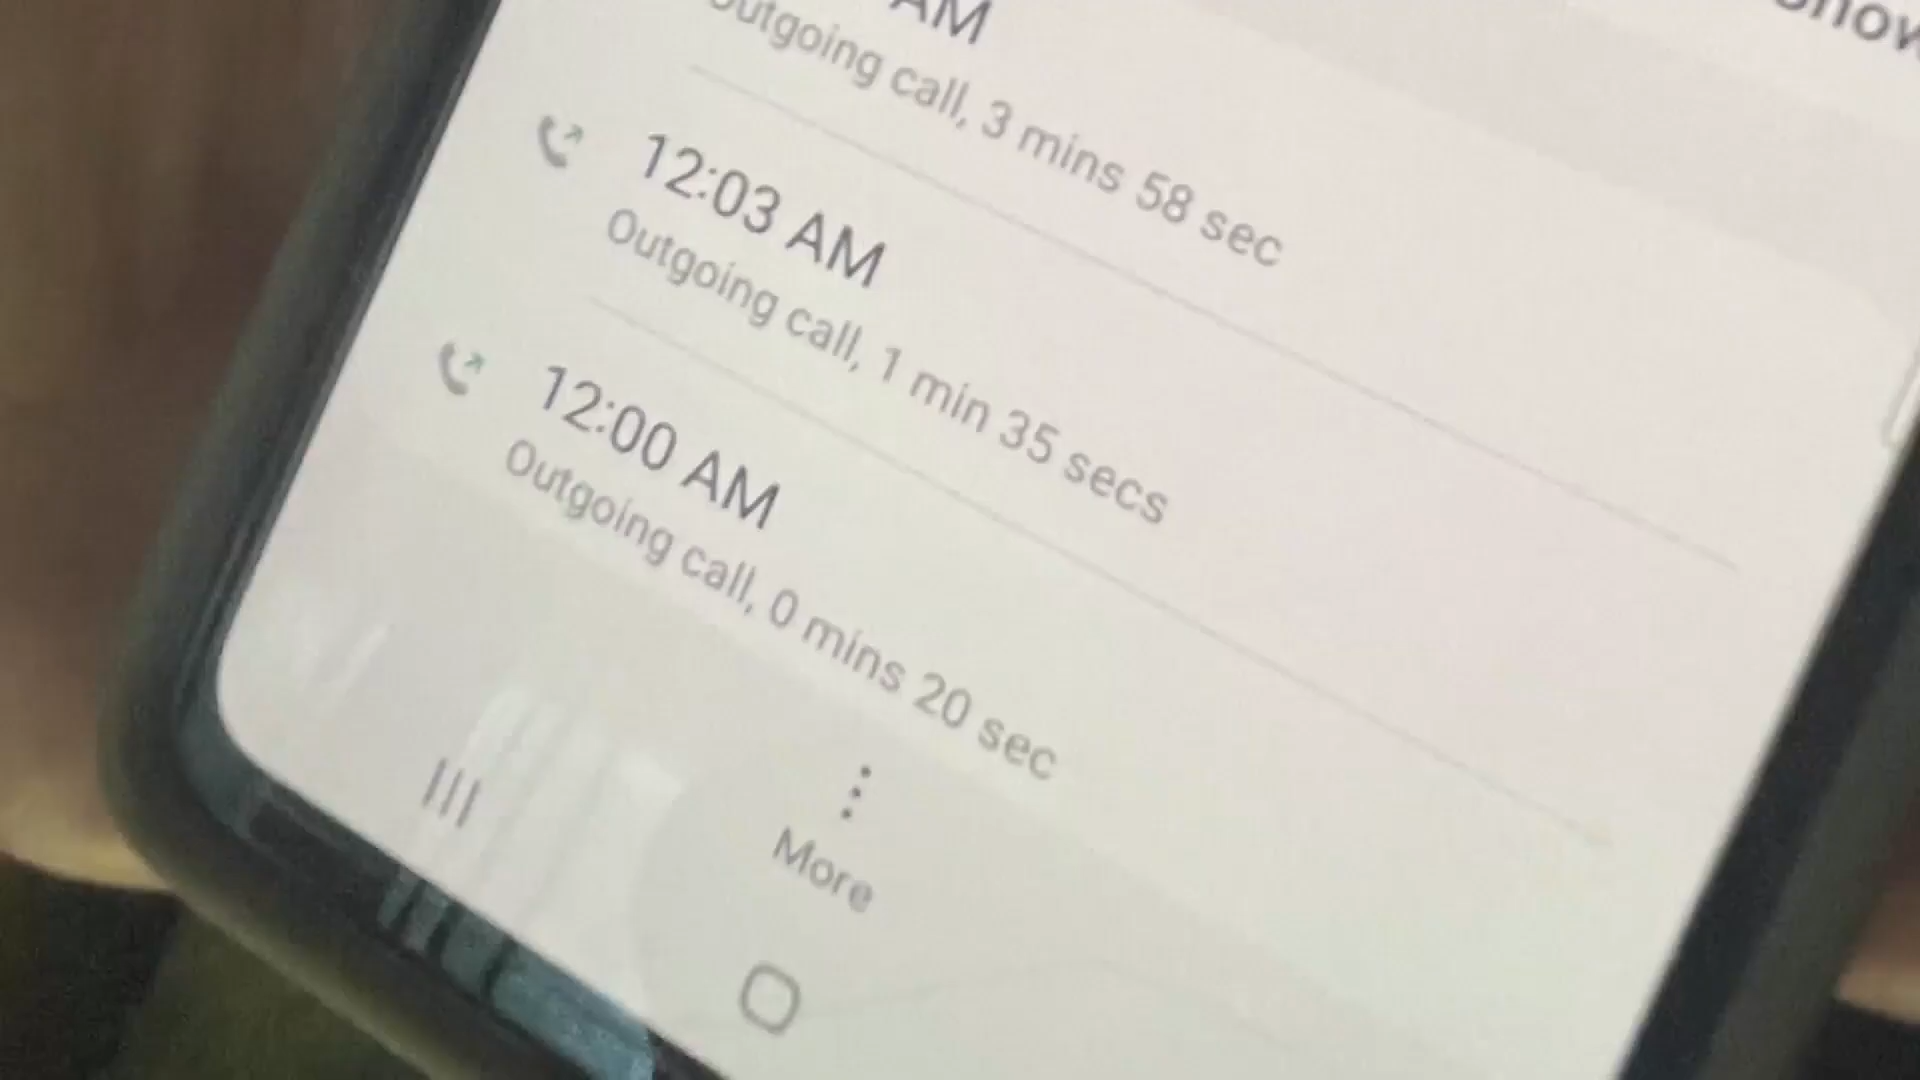 AM
Outgoing call, 3 mins 58 sec
12:03 AM
Outgoing call, 1 min 35 secs
12:00 AM
Outgoing call, 0 mins 20 sec
More